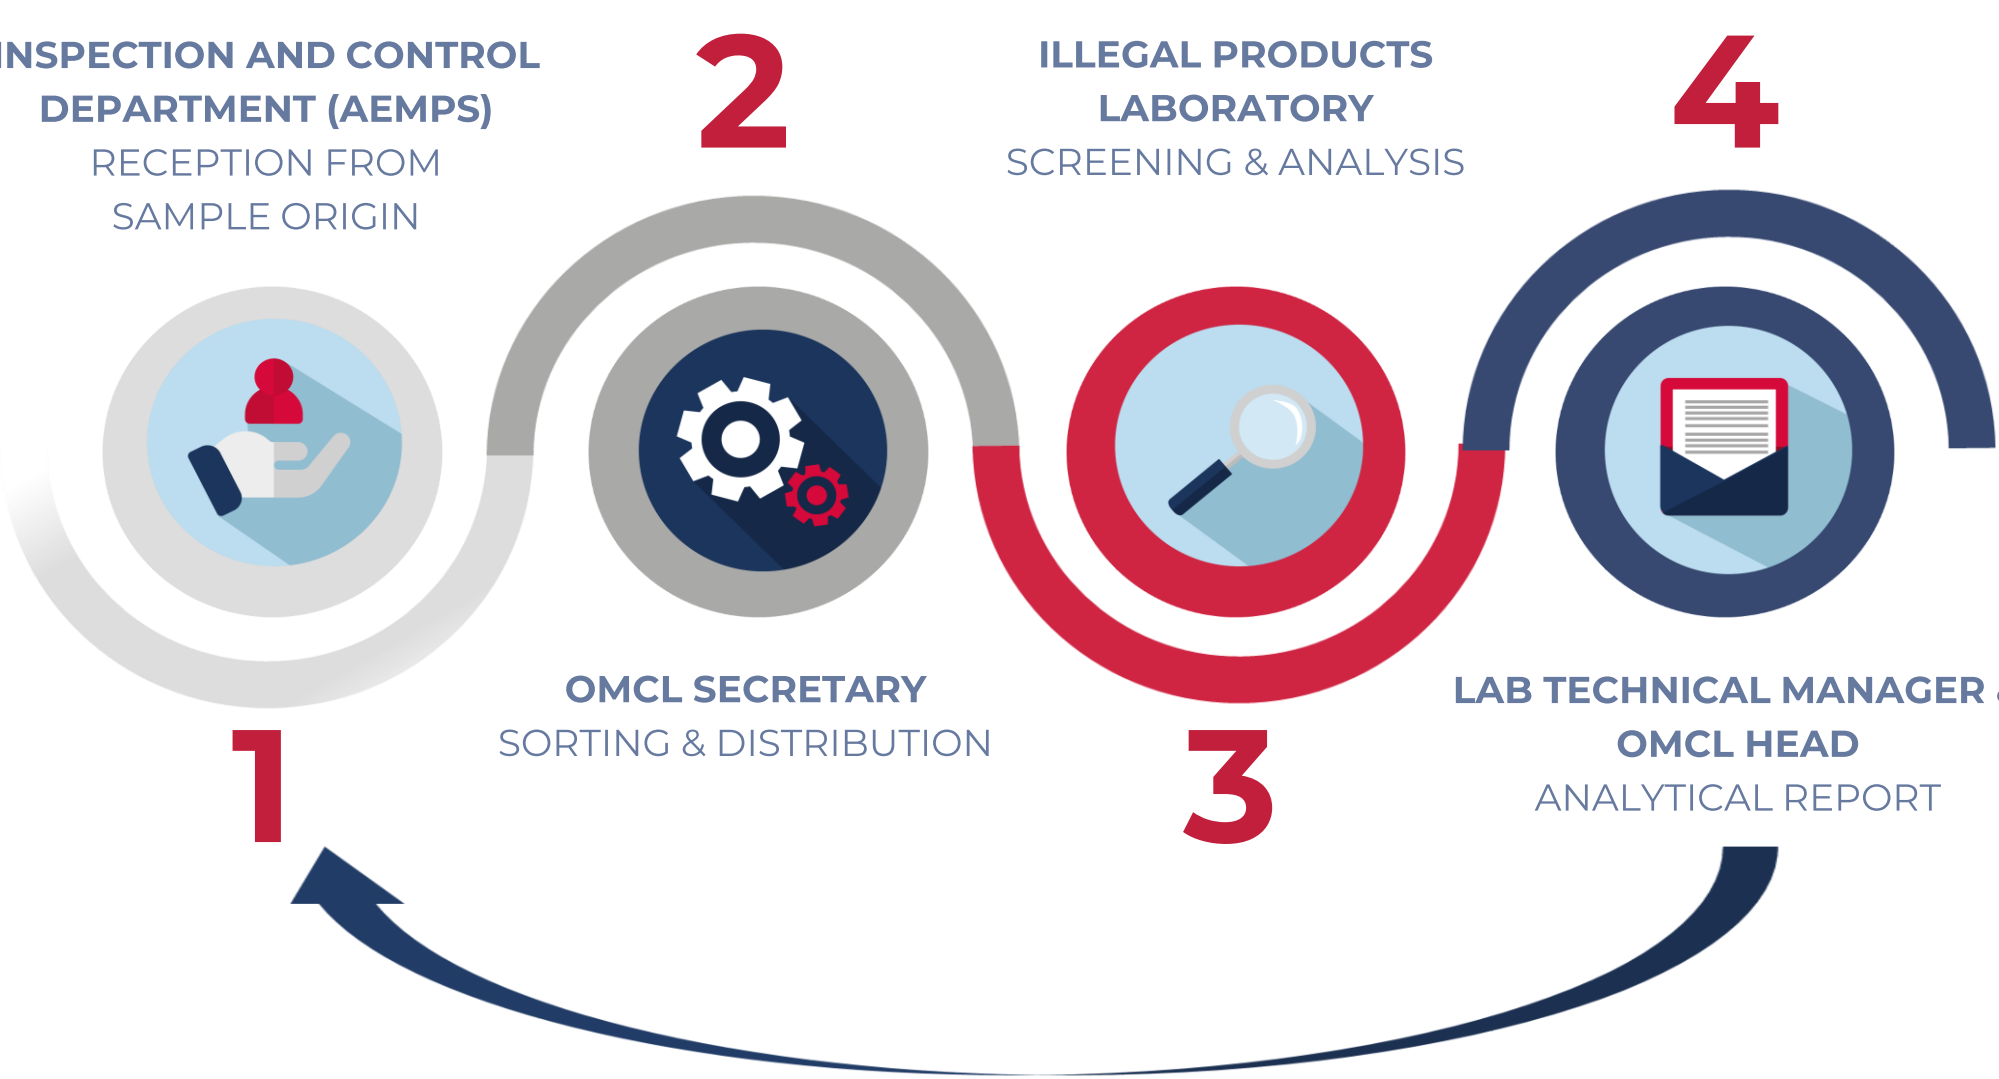 INSPECTION AND CONTROL
DEPARTMENT (AEMPS)
RECEPTION FROM
SAMPLE ORIGIN
1
2
OMCL SECRETARY
SORTING & DISTRIBUTION
ILLEGAL PRODUCTS
LABORATORY
SCREENING & ANALYSIS
3
4
LAB TECHNICAL MANAGER &
OMCL HEAD
ANALYTICAL REPORT